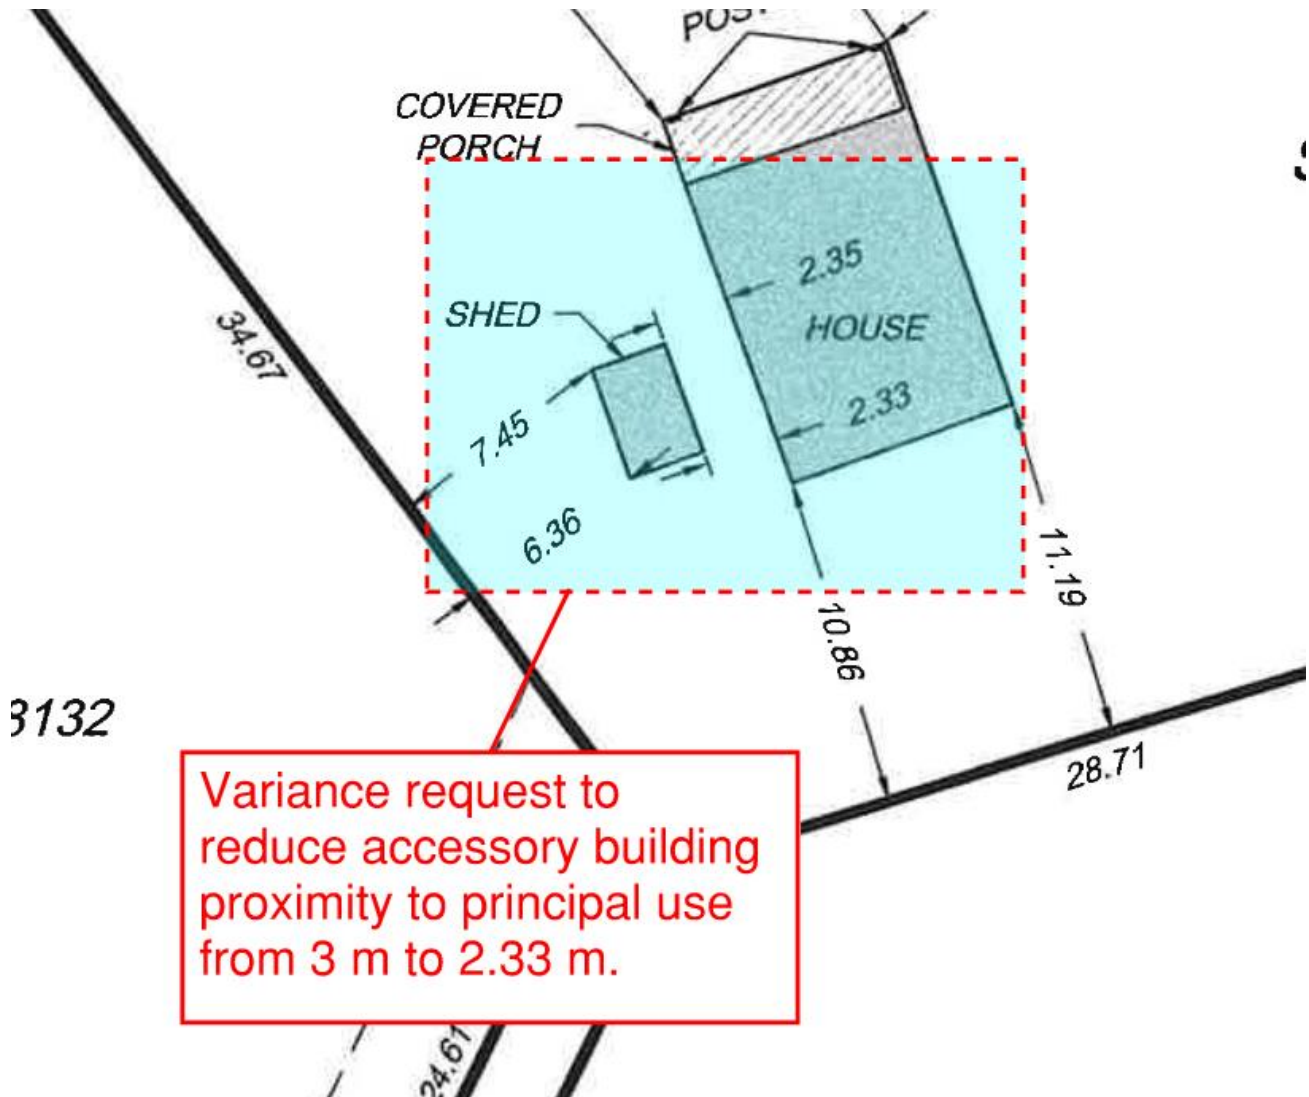 COVERED
PORCH
2.35
SHED
HOUSE
34.67
2.33
7.45
6.36
11.19
10.86
28.71
Variance request to
reduce accessory building
proximity to principal use
from 3 m to 2.33 m.
24.61